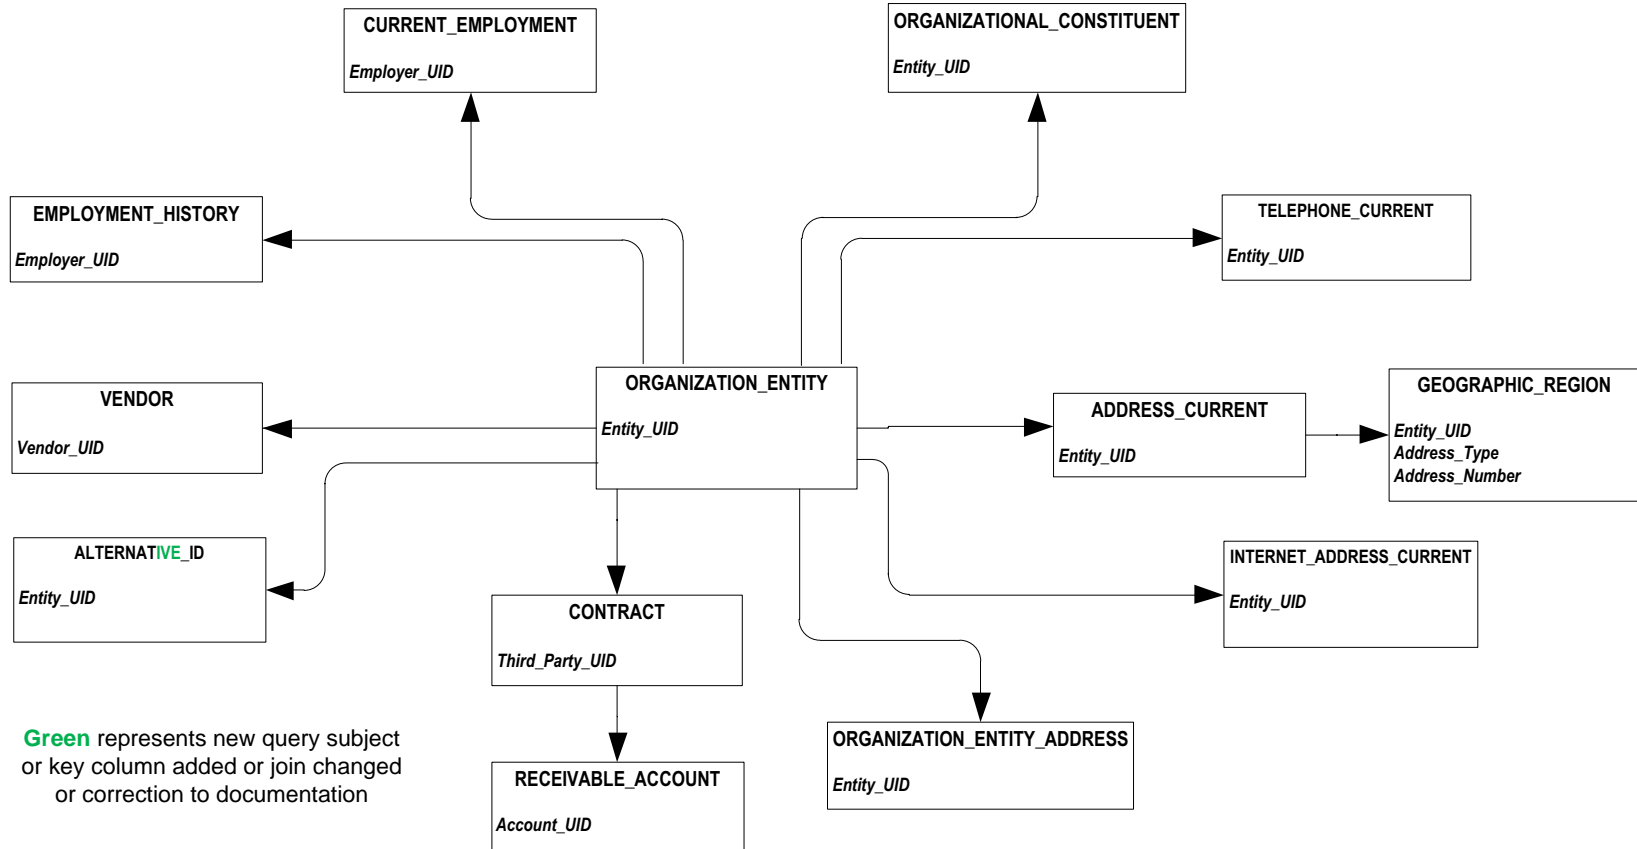 CURRENT_EMPLOYMENT
Employer_UID
ORGANIZATIONAL_CONSTITUENT
Entity_UID
EMPLOYMENT_HISTORY
Employer_UID
TELEPHONE_CURRENT
Entity_UID
VENDOR
Vendor_UID
ORGANIZATION_ENTITY
Entity_UID
ADDRESS_CURRENT
Entity_UID
GEOGRAPHIC_REGION
Entity_UID
Address_Type
Address_Number
ALTERNATIVE_ID
Entity_UID
CONTRACT
Third_Party_UID
INTERNET_ADDRESS_CURRENT
Entity_UID
Green represents new query subject
or key column added or join changed
or correction to documentation
RECEIVABLE_ACCOUNT
Account_UID
ORGANIZATION_ENTITY_ADDRESS
Entity_UID